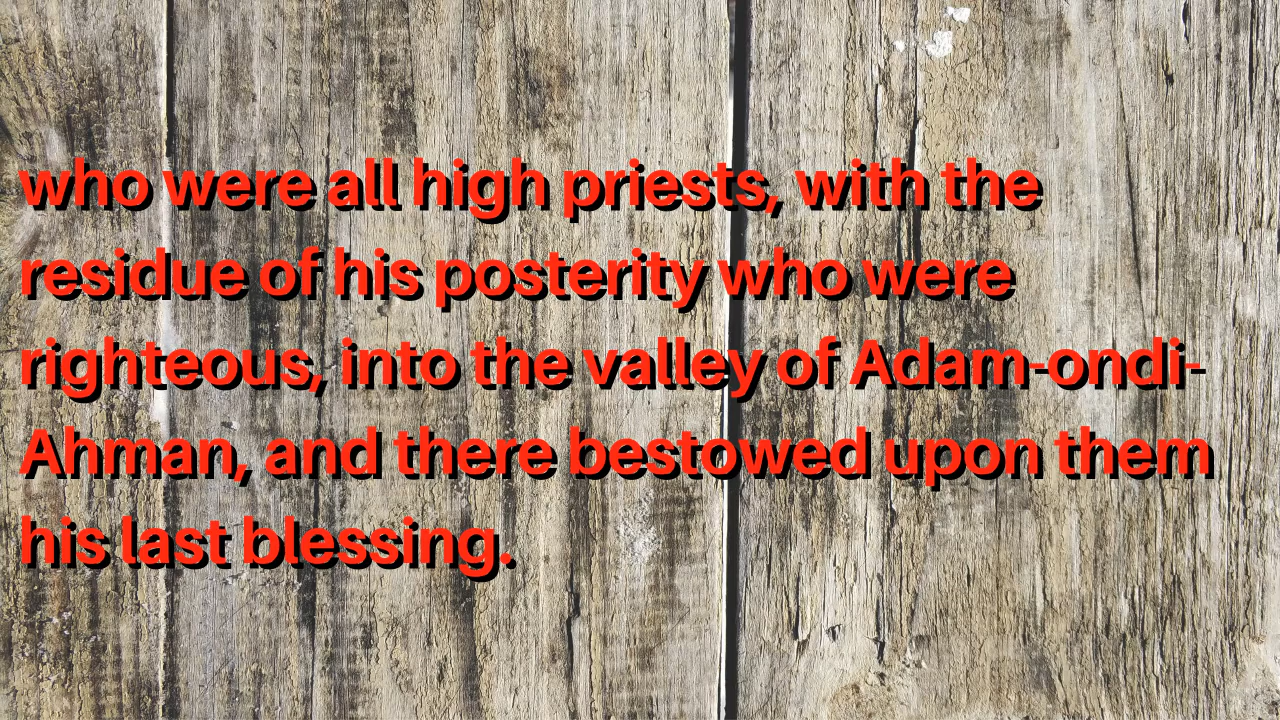 who were all high priests, with the
residue of his posterity who were
righteous, into the valley of Adam-ondi-
Ahman, and there bestowed upon them
his last blessing.